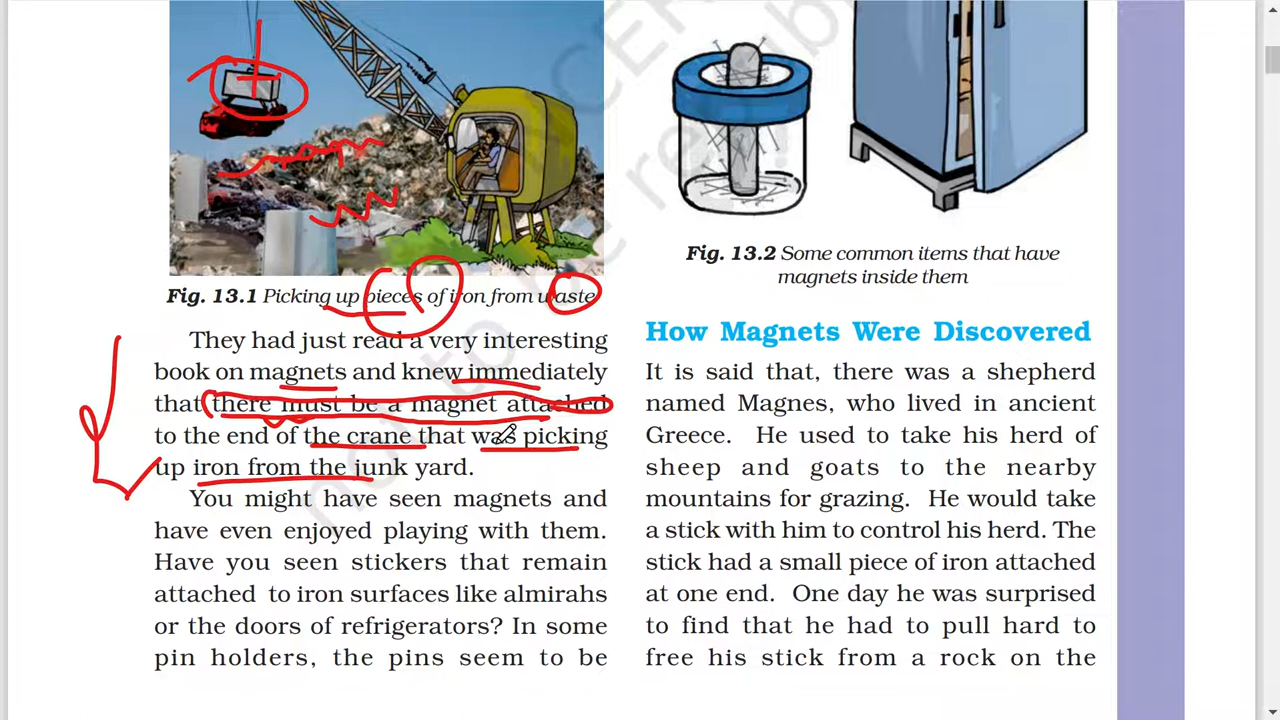 magn
Fig. 13.1 Picking up pieces of iron from waste
They had just read a very interesting
book on magnets and knew immediately
that there must be a magnet attached
to the end of the crane that was picking
up iron from the junk yard.
You might have seen magnets and
have even enjoyed playing with them.
Have you seen stickers that remain
attached to iron surfaces like almirahs
or the doors of refrigerators? In some
pin holders, the pins seem to be
Fig. 13.2 Some common items that have
magnets inside them
How Magnets Were Discovered
It is said that, there was a shepherd
named Magnes, who lived in ancient
Greece. He used to take his herd of
sheep and goats to the nearby
mountains for grazing. He would take
a stick with him to control his herd. The
stick had a small piece of iron attached
at one end. One day he was surprised
to find that he had to pull hard to
free his stick from a rock on the
not to be republ